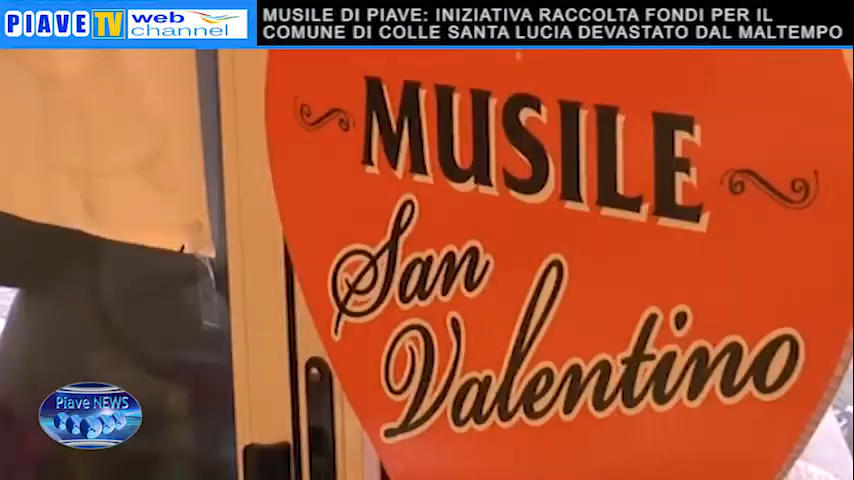 PIAVE TV web channel
MUSILE DI PIAVE: INIZIATIVA RACCOLTA FONDI PER IL
COMUNE DI COLLE SANTA LUCIA DEVASTATO DAL MALTEMPO
MUSILE
San
Valentino
Piave NEWS